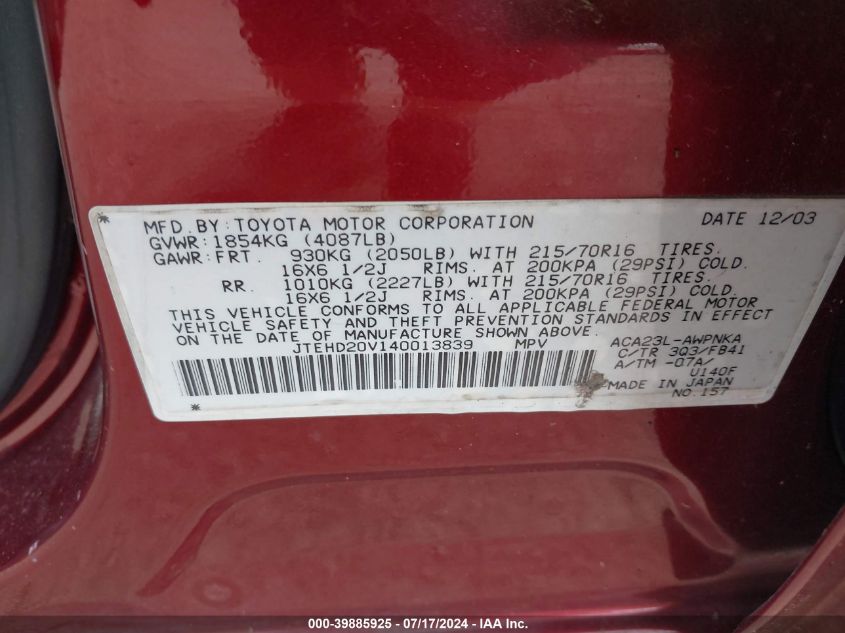 MFD. BY: TOYOTA MOTOR CORPORATION DATE 12/03
GVWR: 1854KG (4087LB)
GAWR: FRT. 930KG (2050LB) WITH 215/70R16 TIRES.
16X6 1/2J RIMS. AT 200KPA (29PSI) COLD.
RR. 1010KG (2227LB) WITH 215/70R16 TIRES.
16X6 1/2J RIMS. AT 200KPA (29PSI) COLD.
THIS VEHICLE CONFORMS TO ALL APPLICABLE FEDERAL MOTOR
VEHICLE SAFETY AND THEFT PREVENTION STANDARDS IN EFFECT
ON THE DATE OF MANUFACTURE SHOWN ABOVE.
JTEHD20V140013839 MPV ACA23L-AWPNKA
C/TR 3Q3/FB41
A/TM -07A/
U140F
MADE IN JAPAN
NO.157
000-39885925 - 07/17/2024 - IAAI Inc.